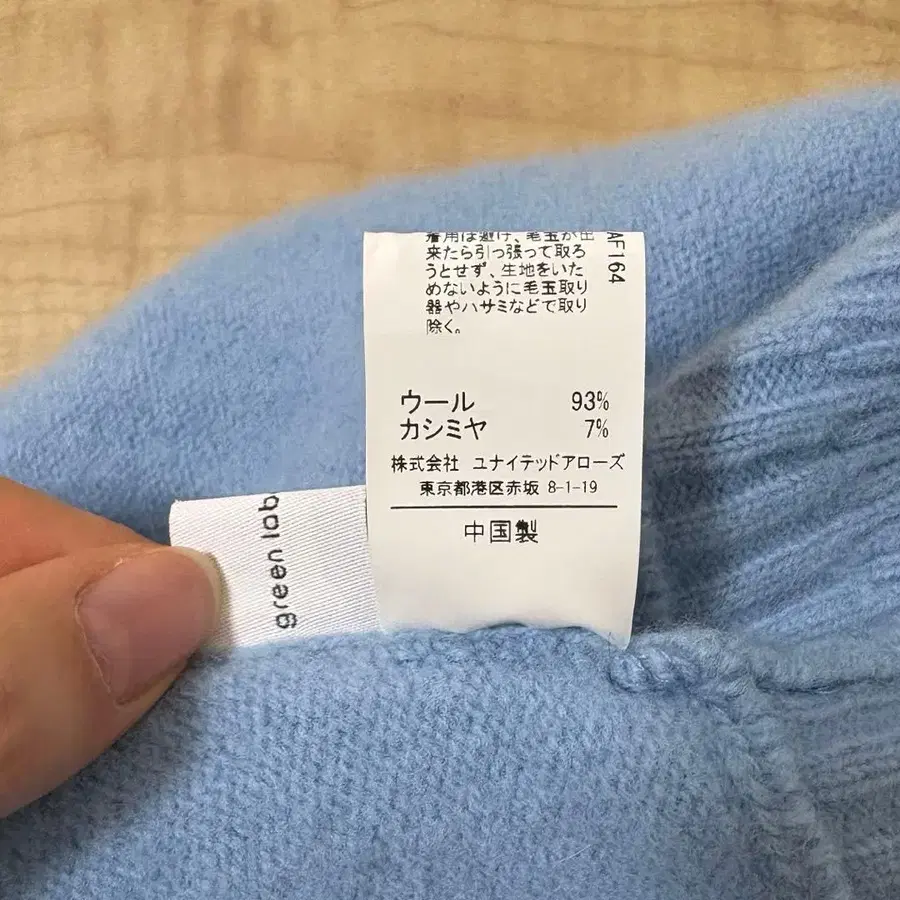 着用は避け、毛玉が出
来たら引っ張って取ろ
うとせず、生地をいた
めないように毛玉取り
器やハサミなどで取り
除く。
AF164
ウール 93%
カシミヤ 7%
株式会社 ユナイテッドアローズ
東京都港区赤坂 8-1-19
中国製
green lab